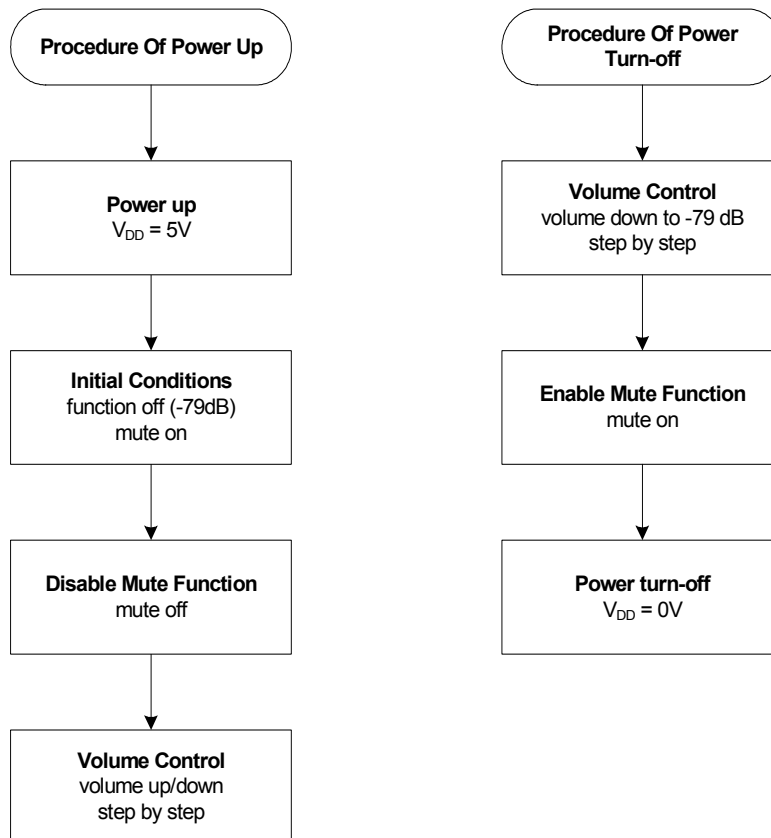 Procedure Of Power Up
Power up
VDD = 5V
Initial Conditions
function off (-79dB)
mute on
Disable Mute Function
mute off
Volume Control
volume up/down
step by step
Procedure Of Power
Turn-off
Volume Control
volume down to -79 dB
step by step
Enable Mute Function
mute on
Power turn-off
VDD = 0V